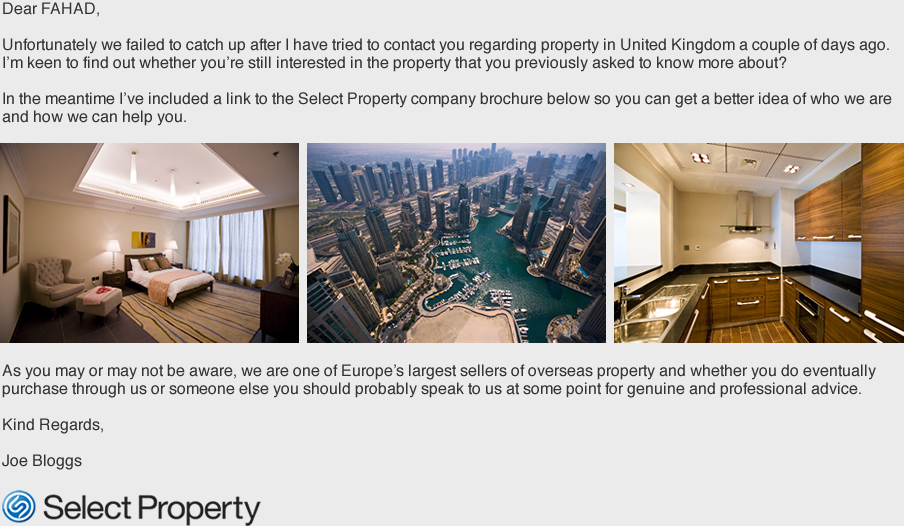 Dear FAHAD,
Unfortunately we failed to catch up after I have tried to contact you regarding property in United Kingdom a couple of days ago.
I'm keen to find out whether you're still interested in the property that you previously asked to know more about?
In the meantime I've included a link to the Select Property company brochure below so you can get a better idea of who we are
and how we can help you.
As you may or may not be aware, we are one of Europe's largest sellers of overseas property and whether you do eventually
purchase through us or someone else you should probably speak to us at some point for genuine and professional advice.
Kind Regards,
Joe Bloggs
Select Property